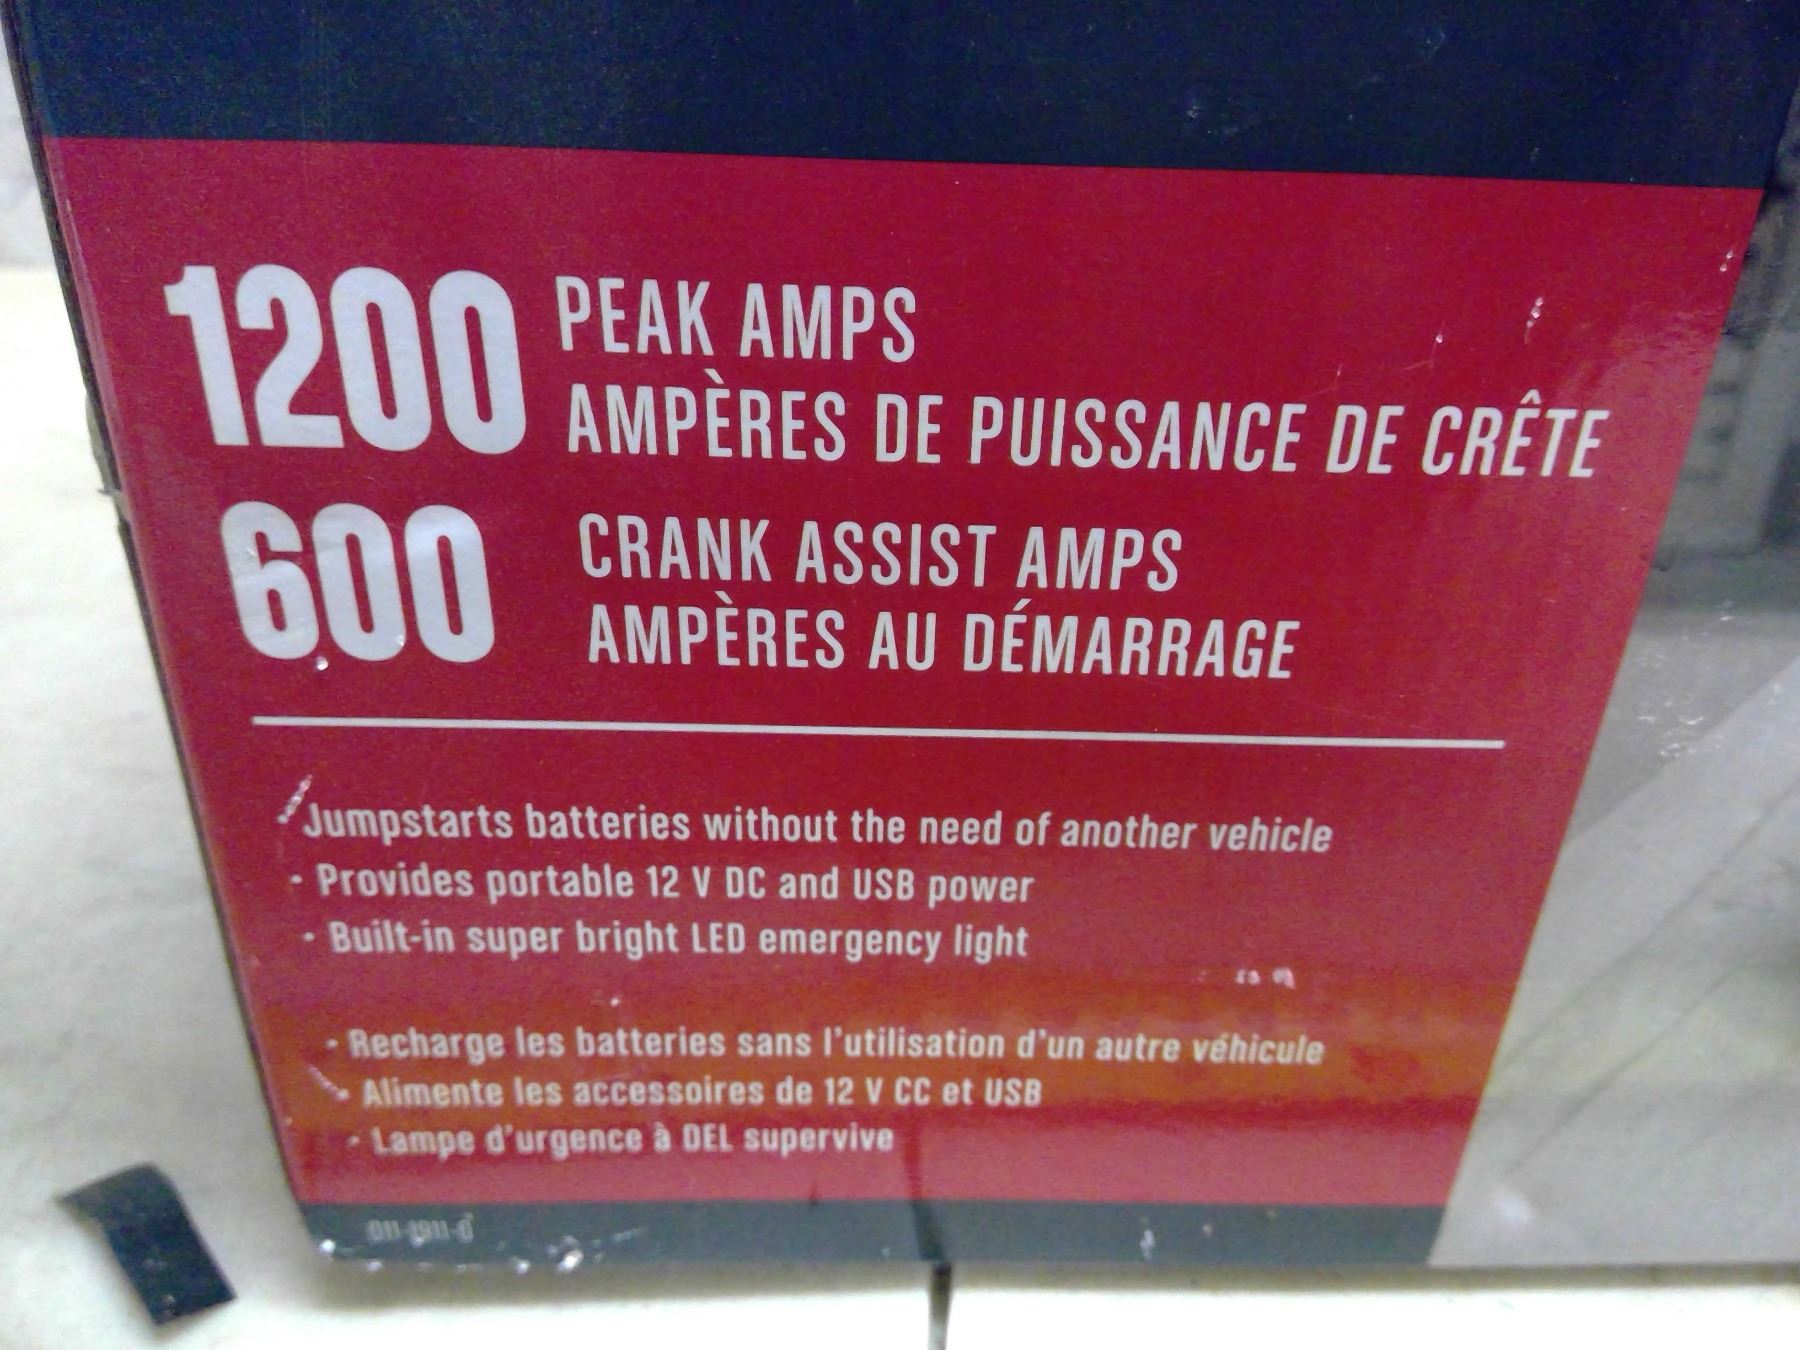 1200 PEAK AMPS
AMPÈRES DE PUISSANCE DE CRÊTE
600 CRANK ASSIST AMPS
AMPÈRES AU DÉMARRAGE
Jumpstarts batteries without the need of another vehicle
· Provides portable 12 V DC and USB power
· Built-in super bright LED emergency light
· Recharge les batteries sans l'utilisation d'un autre véhicule
· Alimente les accessoires de 12 V CC et USB
· Lampe d'urgence à DEL supervive
011-1911-0